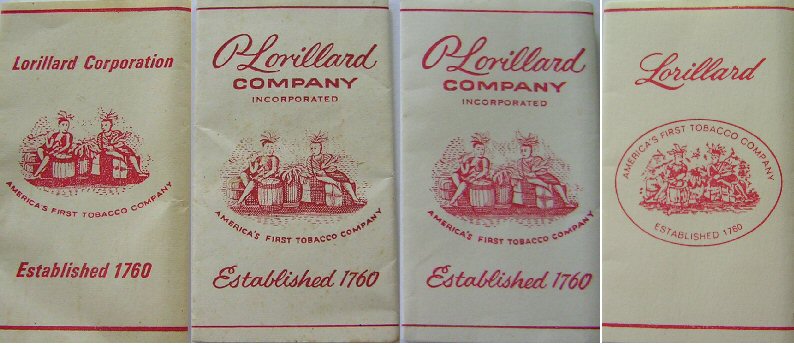 Lorillard Corporation
AMERICA'S FIRST TOBACCO COMPANY
Established 1760
P. Lorillard
COMPANY
INCORPORATED
AMERICA'S FIRST TOBACCO COMPANY
Established 1760
P. Lorillard
COMPANY
INCORPORATED
AMERICA'S FIRST TOBACCO COMPANY
Established 1760
Lorillard
AMERICA'S FIRST TOBACCO COMPANY
ESTABLISHED 1760